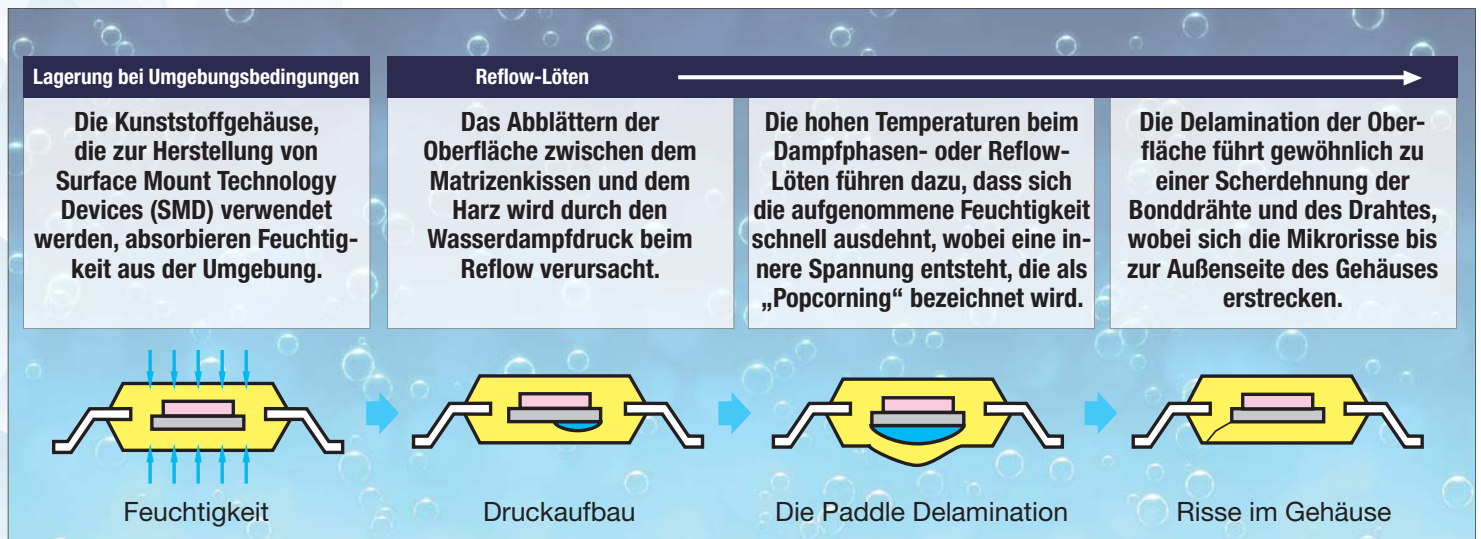 Lagerung bei Umgebungsbedingungen
Die Kunststoffgehäuse,
die zur Herstellung von
Surface Mount Technology
Devices (SMD) verwendet
werden, absorbieren Feuchtig-
keit aus der Umgebung.
Reflow-Löten
Das Abblättern der
Oberfläche zwischen dem
Matrizenkissen und dem
Harz wird durch den
Wasserdampfdruck beim
Reflow verursacht.
Die hohen Temperaturen beim
Dampfphasen- oder Reflow-
Löten führen dazu, dass sich
die aufgenommene Feuchtigkeit
schnell ausdehnt, wobei eine in-
nere Spannung entsteht, die als
„Popcorning“ bezeichnet wird.
Die Delamination der Ober-
fläche führt gewöhnlich zu
einer Scherdehnung der
Bonddrähte und des Drahtes,
wobei sich die Mikrorisse bis
zur Außenseite des Gehäuses
erstrecken.
Feuchtigkeit
Druckaufbau
Die Paddle Delamination
Risse im Gehäuse